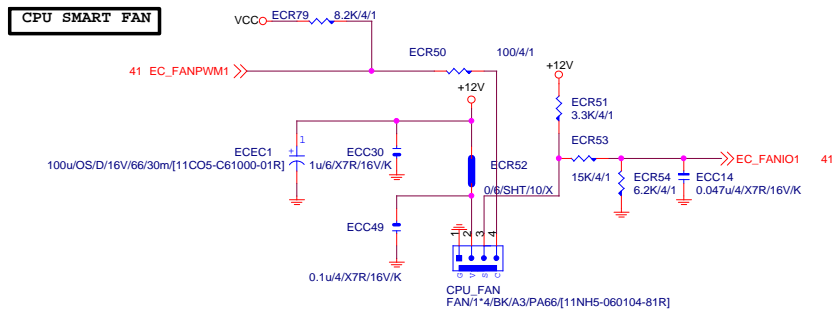 CPU SMART FAN
VCC
ECR79
8.2K/4/1
ECR50
100/4/1
41 EC_FANPWM1
+12V
+12V
ECR51
3.3K/4/1
ECR53
15K/4/1
EC_FANIO1 41
ECEC1
100u/OS/D/16V/66/30m/[11CO5-C61000-01R]
1
ECC30
1u/6/X7R/16V/K
ECR52
0/6/SHT/10/X
ECR54
6.2K/4/1
ECC14
0.047u/4/X7R/16V/K
ECC49
0.1u/4/X7R/16V/K
1 2 3 4
G V S C
CPU_FAN
FAN/1*4/BK/A3/PA66/[11NH5-060104-81R]